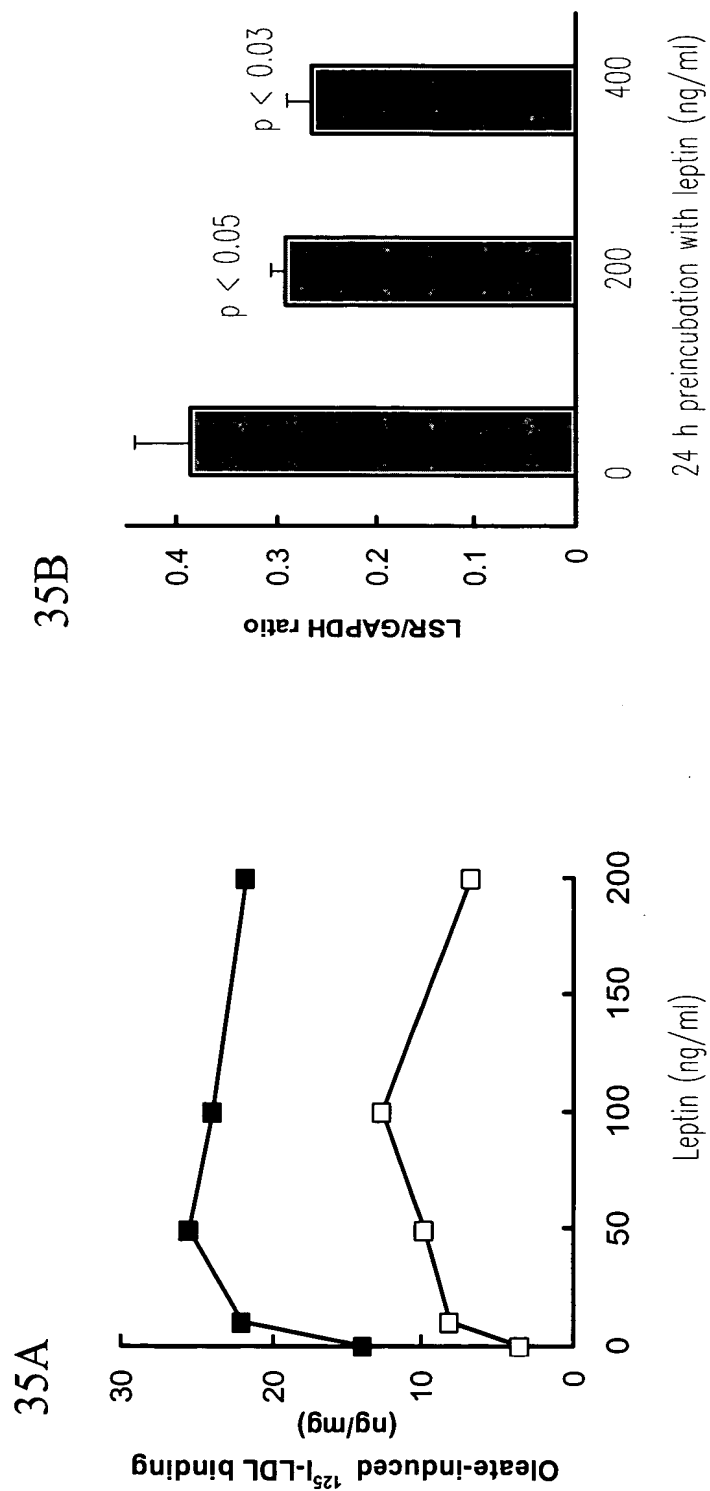 35A
Oleate-induced ¹²⁵I-LDL binding
(ng/mg)
30
20
10
0
0
50
100
150
200
Leptin (ng/ml)
35B
LSR/GAPDH ratio
0.4
0.3
0.2
0.1
0
p < 0.05
p < 0.03
0
200
400
24 h preincubation with leptin (ng/ml)